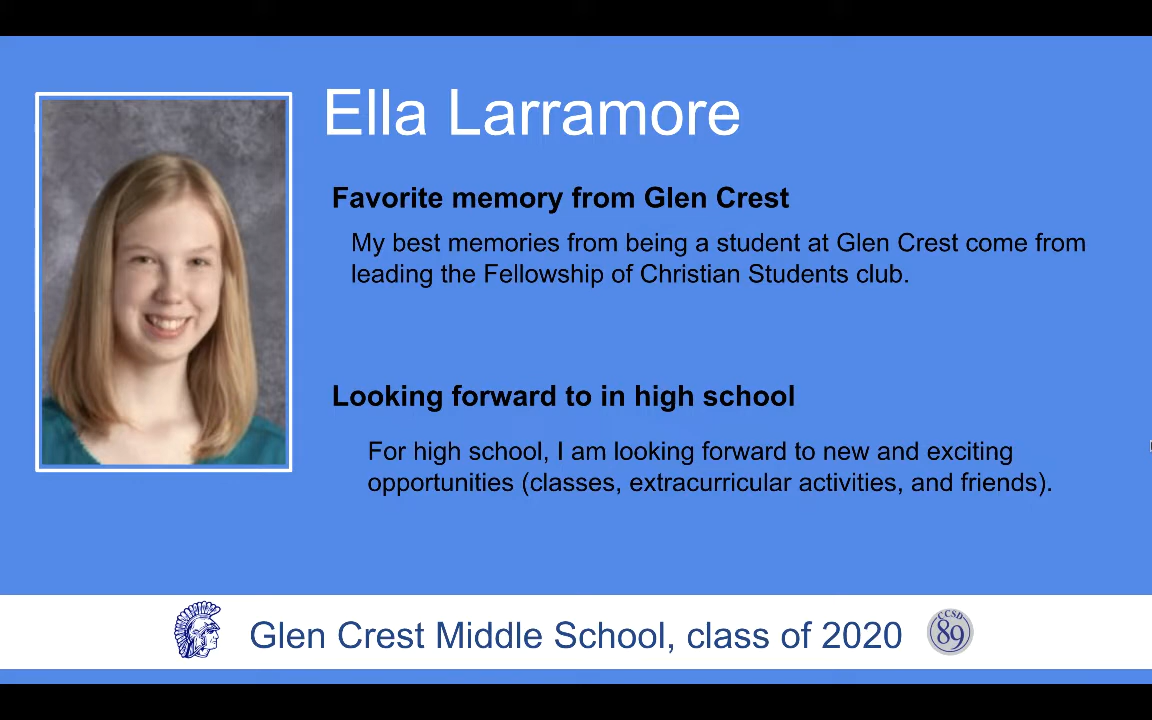 Ella Larramore
Favorite memory from Glen Crest
My best memories from being a student at Glen Crest come from
leading the Fellowship of Christian Students club.
Looking forward to in high school
For high school, I am looking forward to new and exciting
opportunities (classes, extracurricular activities, and friends).
Glen Crest Middle School, class of 2020
CCSD
89